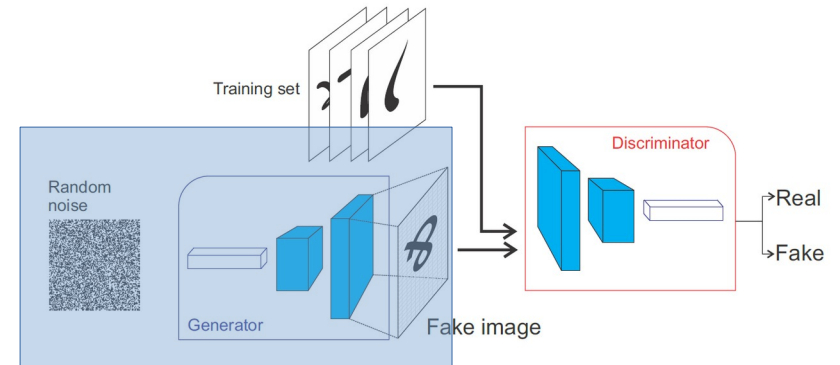 Training set
Random
noise
Generator
Fake image
Discriminator
Real
Fake